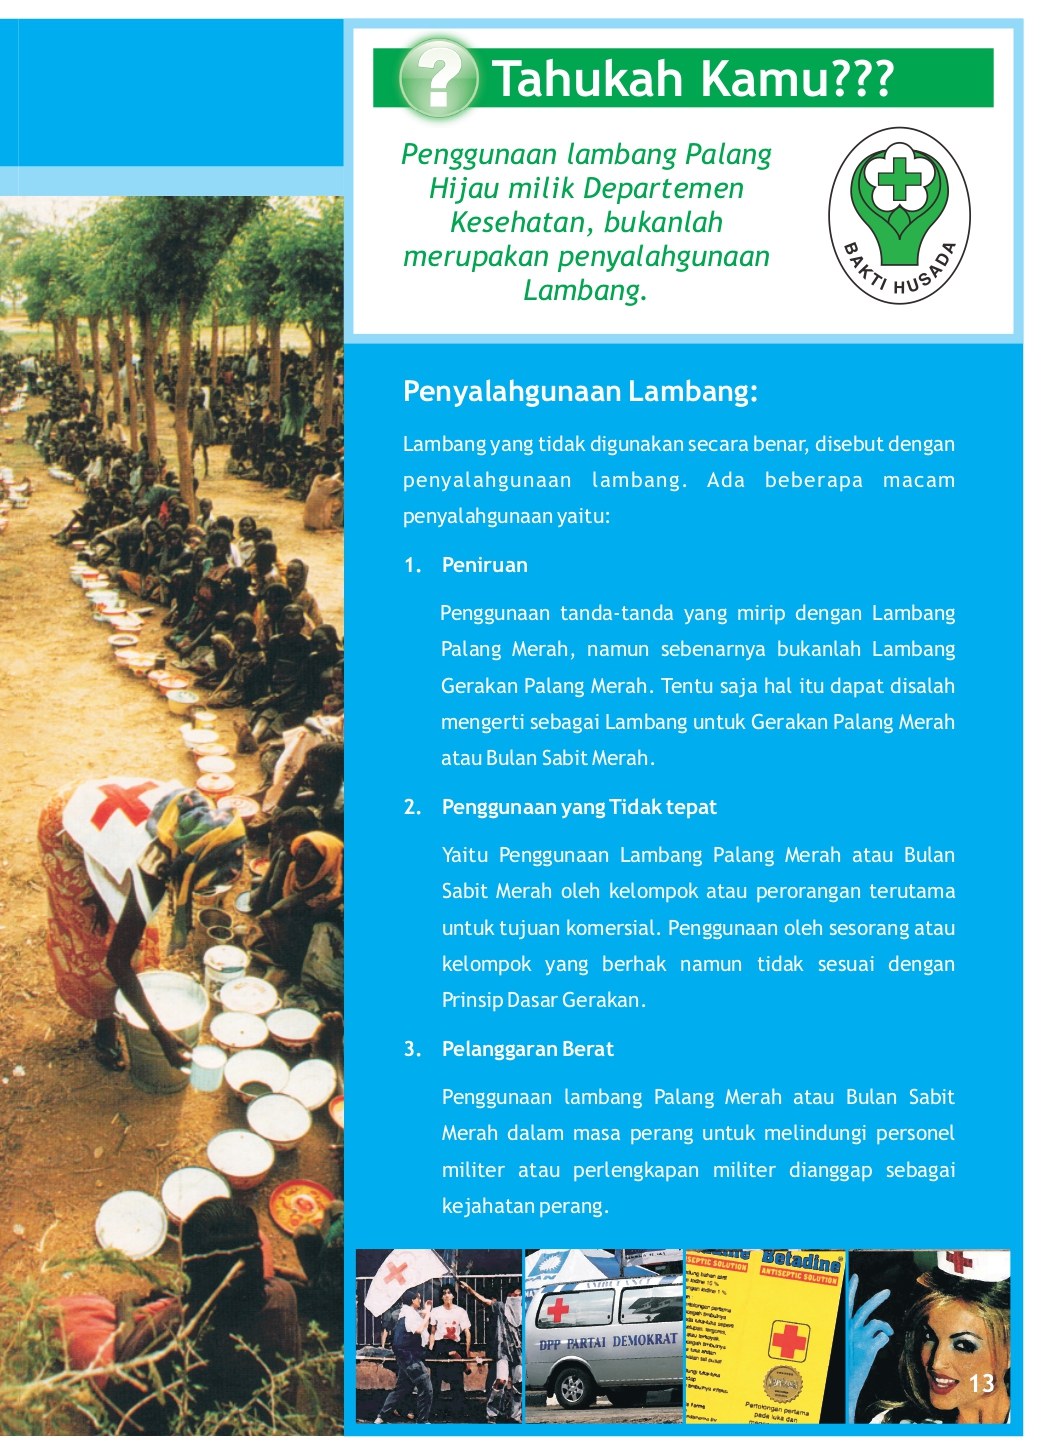 Tahukah Kamu???
Penggunaan lambang Palang
Hijau milik Departemen
Kesehatan, bukanlah
merupakan penyalahgunaan
Lambang.
BAKTI HUSADA
Penyalahgunaan Lambang:
Lambang yang tidak digunakan secara benar, disebut dengan
penyalahgunaan lambang. Ada beberapa macam
penyalahgunaan yaitu:
1. Peniruan
Penggunaan tanda-tanda yang mirip dengan Lambang
Palang Merah, namun sebenarnya bukanlah Lambang
Gerakan Palang Merah. Tentu saja hal itu dapat disalah
mengerti sebagai Lambang untuk Gerakan Palang Merah
atau Bulan Sabit Merah.
2. Penggunaan yang Tidak tepat
Yaitu Penggunaan Lambang Palang Merah atau Bulan
Sabit Merah oleh kelompok atau perorangan terutama
untuk tujuan komersial. Penggunaan oleh sesorang atau
kelompok yang berhak namun tidak sesuai dengan
Prinsip Dasar Gerakan.
3. Pelanggaran Berat
Penggunaan lambang Palang Merah atau Bulan Sabit
Merah dalam masa perang untuk melindungi personel
militer atau perlengkapan militer dianggap sebagai
kejahatan perang.
AMBULANCE
DPP PARTAI DEMOKRAT
Betadine
ANTISEPTIC SOLUTION
Pertolongan pertama
pada luka dan
13